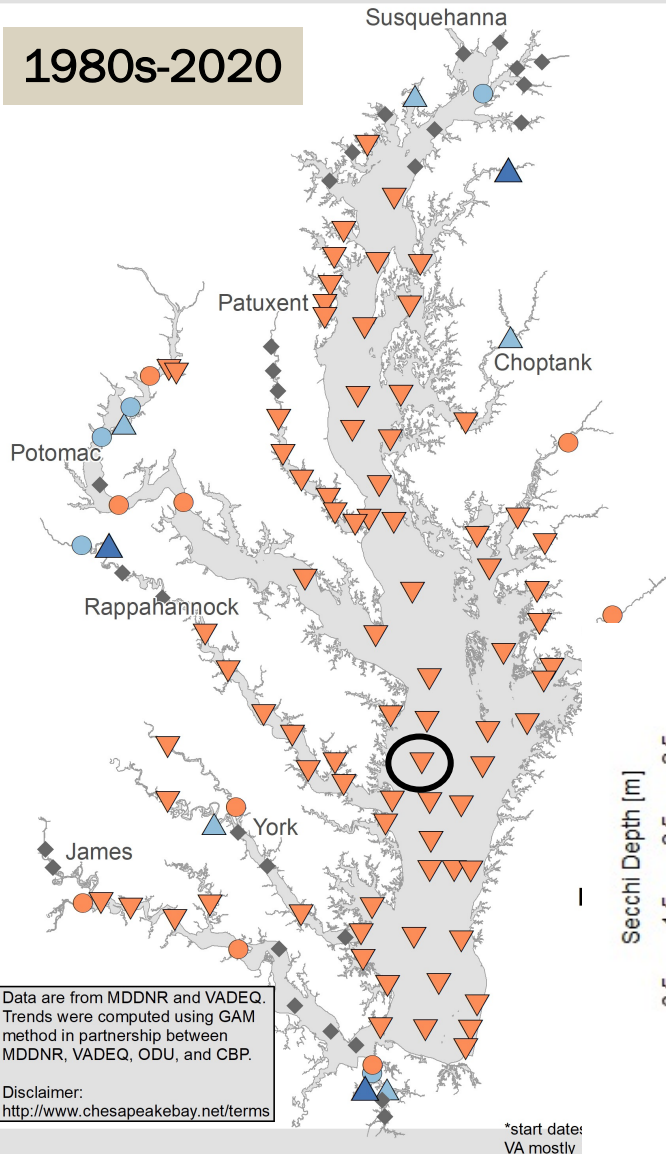 Susquehanna
1980s-2020
Patuxent
Choptank
Potomac
Rappahannock
York
James
Secchi Depth [m]
Data are from MDDNR and VADEQ.
Trends were computed using GAM
method in partnership between
MDDNR, VADEQ, ODU, and CBP.
Disclaimer:
http://www.chesapeakebay.net/terms
*start dates
VA mostly